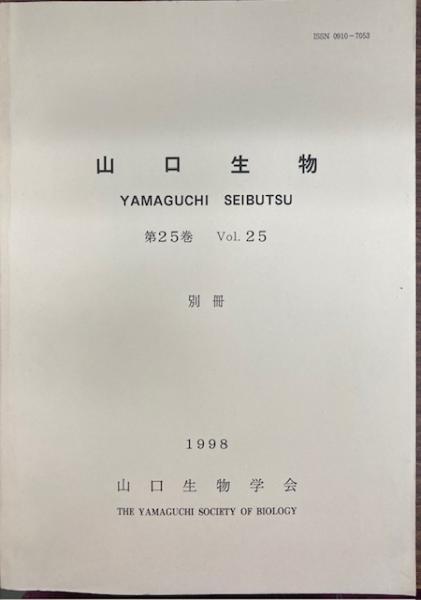 ISSN 0910-7053
山口生物
YAMAGUCHI SEIBUTSU
第25巻 Vol. 25
別冊
1998
山口生物学会
THE YAMAGUCHI SOCIETY OF BIOLOGY